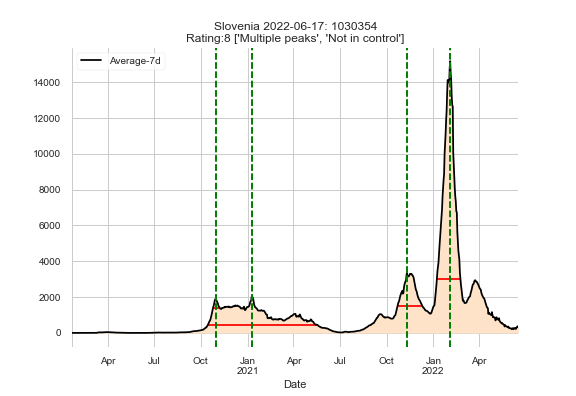 Slovenia 2022-06-17: 1030354
Rating:8 ['Multiple peaks', 'Not in control']
Average-7d
14000
12000
10000
8000
6000
4000
2000
0
Apr Jul Oct Jan Apr Jul Oct Jan Apr
2021 2022
Date